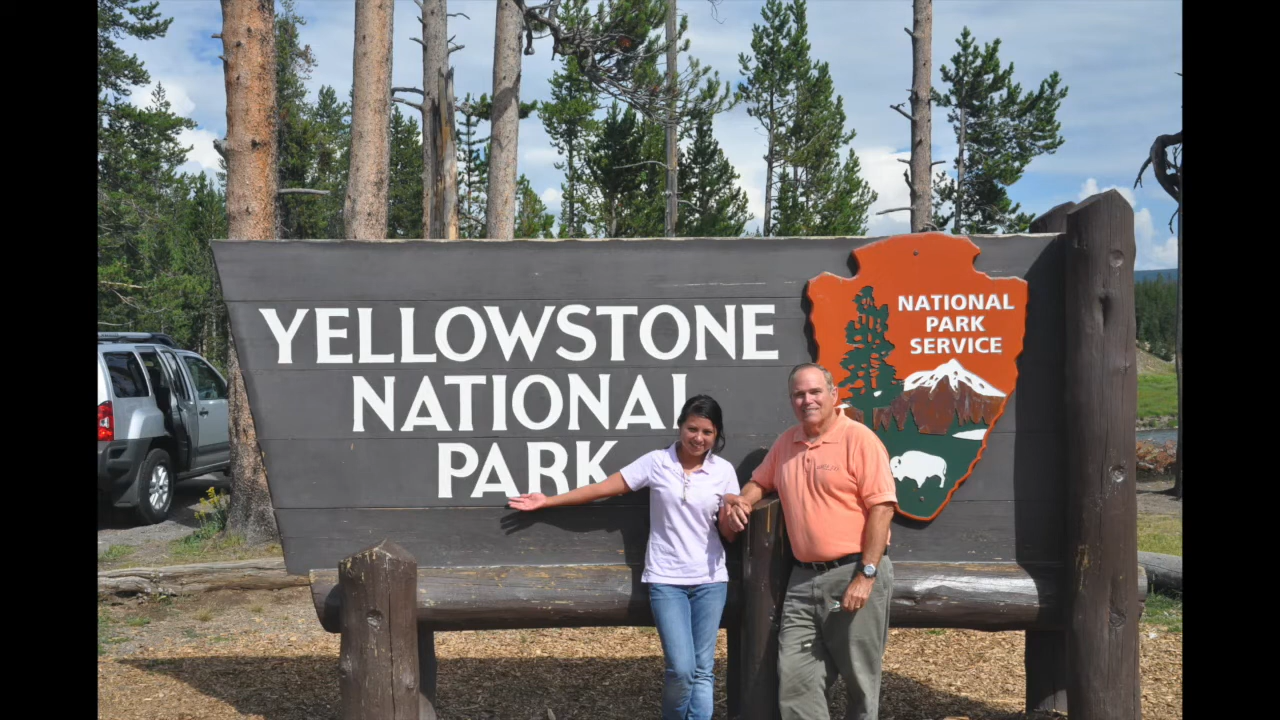 YELLOWSTONE
NATIONAL
PARK
NATIONAL
PARK
SERVICE